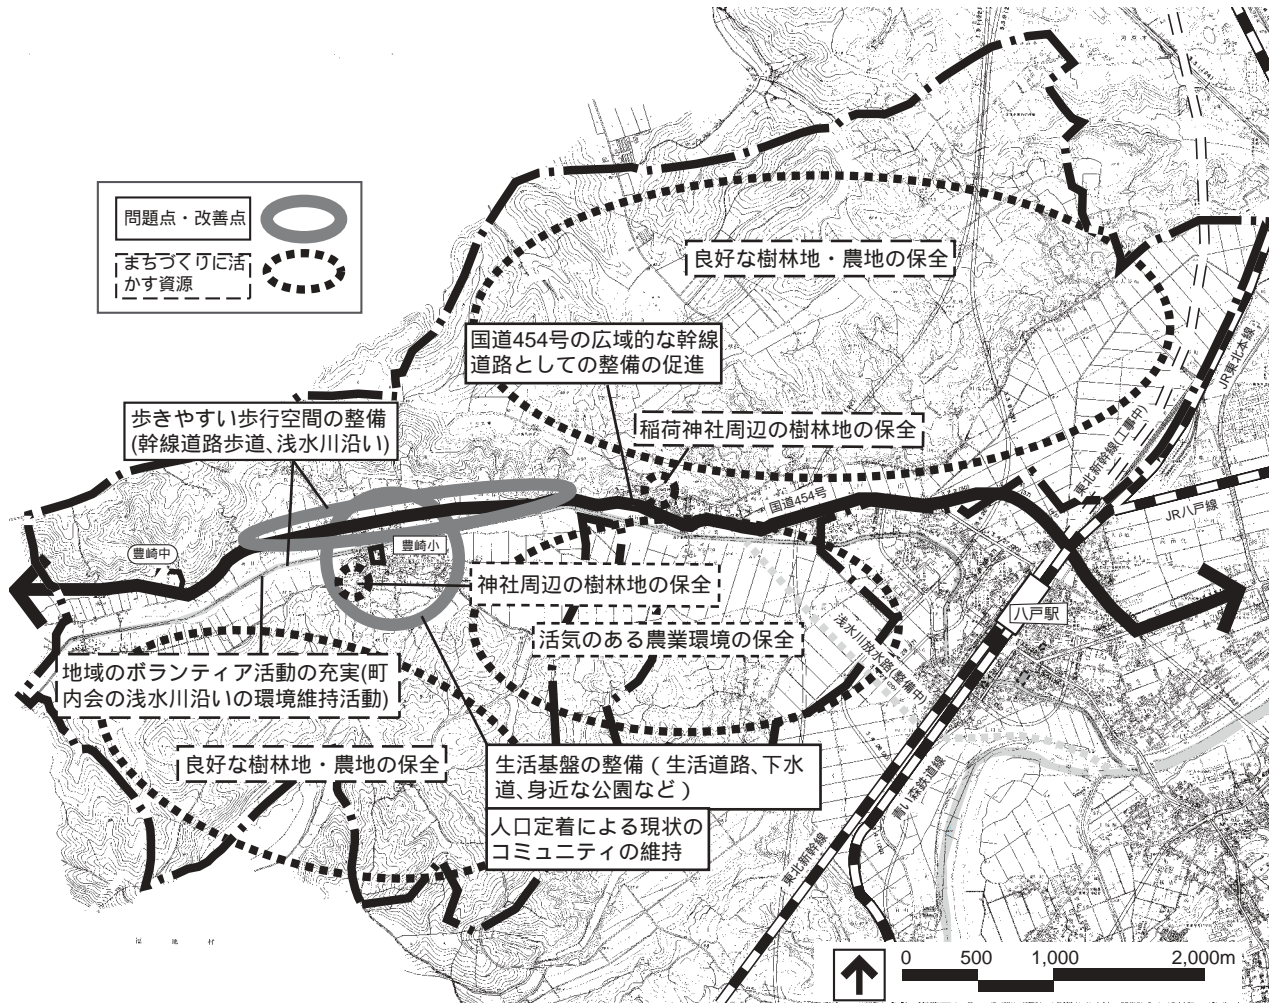 問題点・改善点
まちづくりに活
かす資源
良好な樹林地・農地の保全
国道454号の広域的な幹線
道路としての整備の促進
歩きやすい歩行空間の整備
(幹線道路歩道、浅水川沿い)
稲荷神社周辺の樹林地の保全
JR東北本線
東北新幹線(工事中)
国道454号
JR八戸線
豊崎中
豊崎小
神社周辺の樹林地の保全
八戸駅
活気のある農業環境の保全
浅水川放水路(整備中)
地域のボランティア活動の充実(町
内会の浅水川沿いの環境維持活動)
良好な樹林地・農地の保全
生活基盤の整備(生活道路、下水
道、身近な公園など)
人口定着による現状の
コミュニティの維持
青い森鉄道線
東北新幹線
福地村
0 500 1,000 2,000m